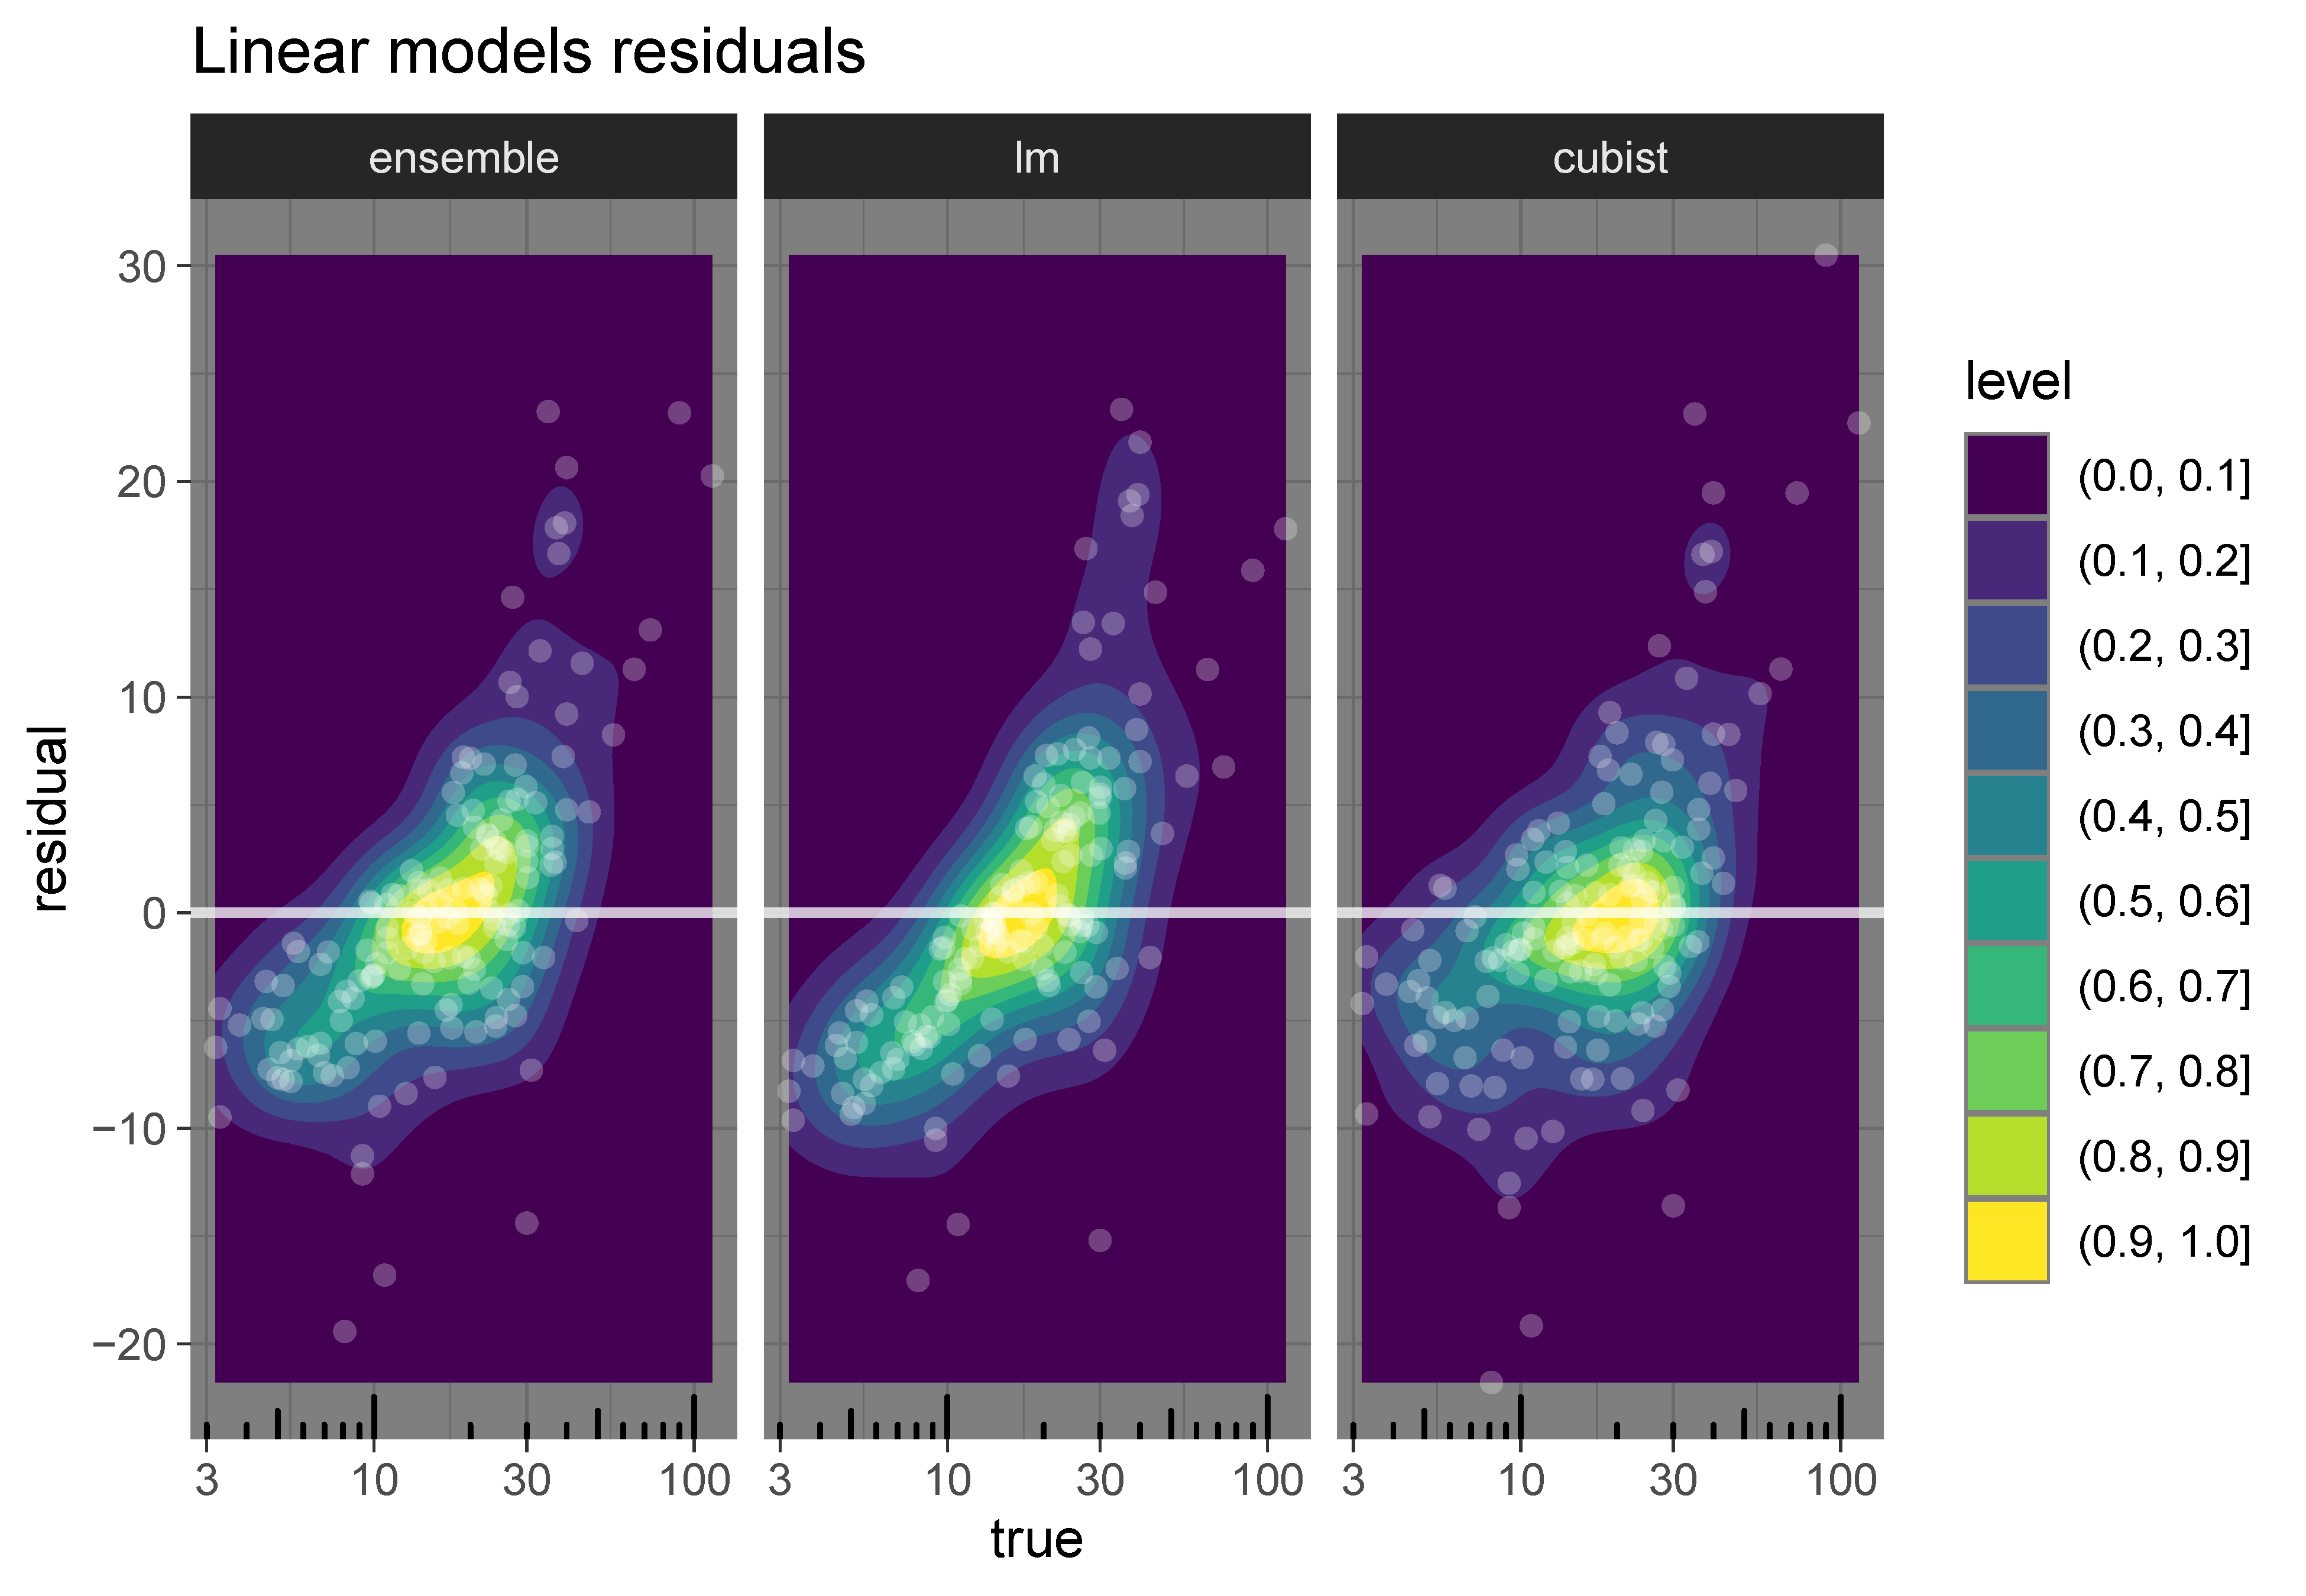 Linear models residuals
ensemble lm cubist
30
20
10
0
−10
−20
residual
3 10 30 100 3 10 30 100 3 10 30 100
true
level
(0.0, 0.1]
(0.1, 0.2]
(0.2, 0.3]
(0.3, 0.4]
(0.4, 0.5]
(0.5, 0.6]
(0.6, 0.7]
(0.7, 0.8]
(0.8, 0.9]
(0.9, 1.0]